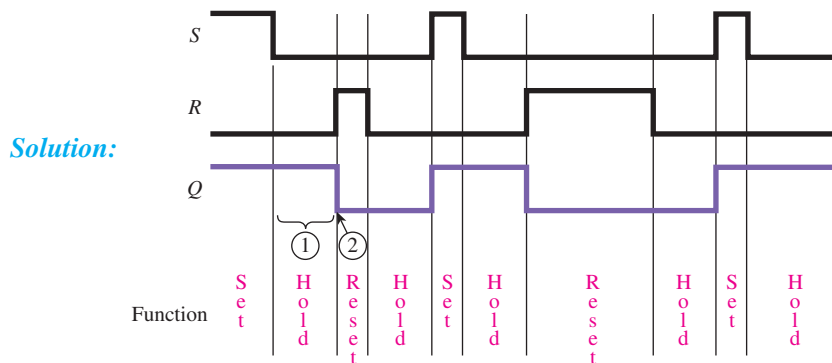 S
R
Solution:
Q
1
2
Function
Set
Hold
Reset
Hold
Set
Hold
Reset
Hold
Set
Hold